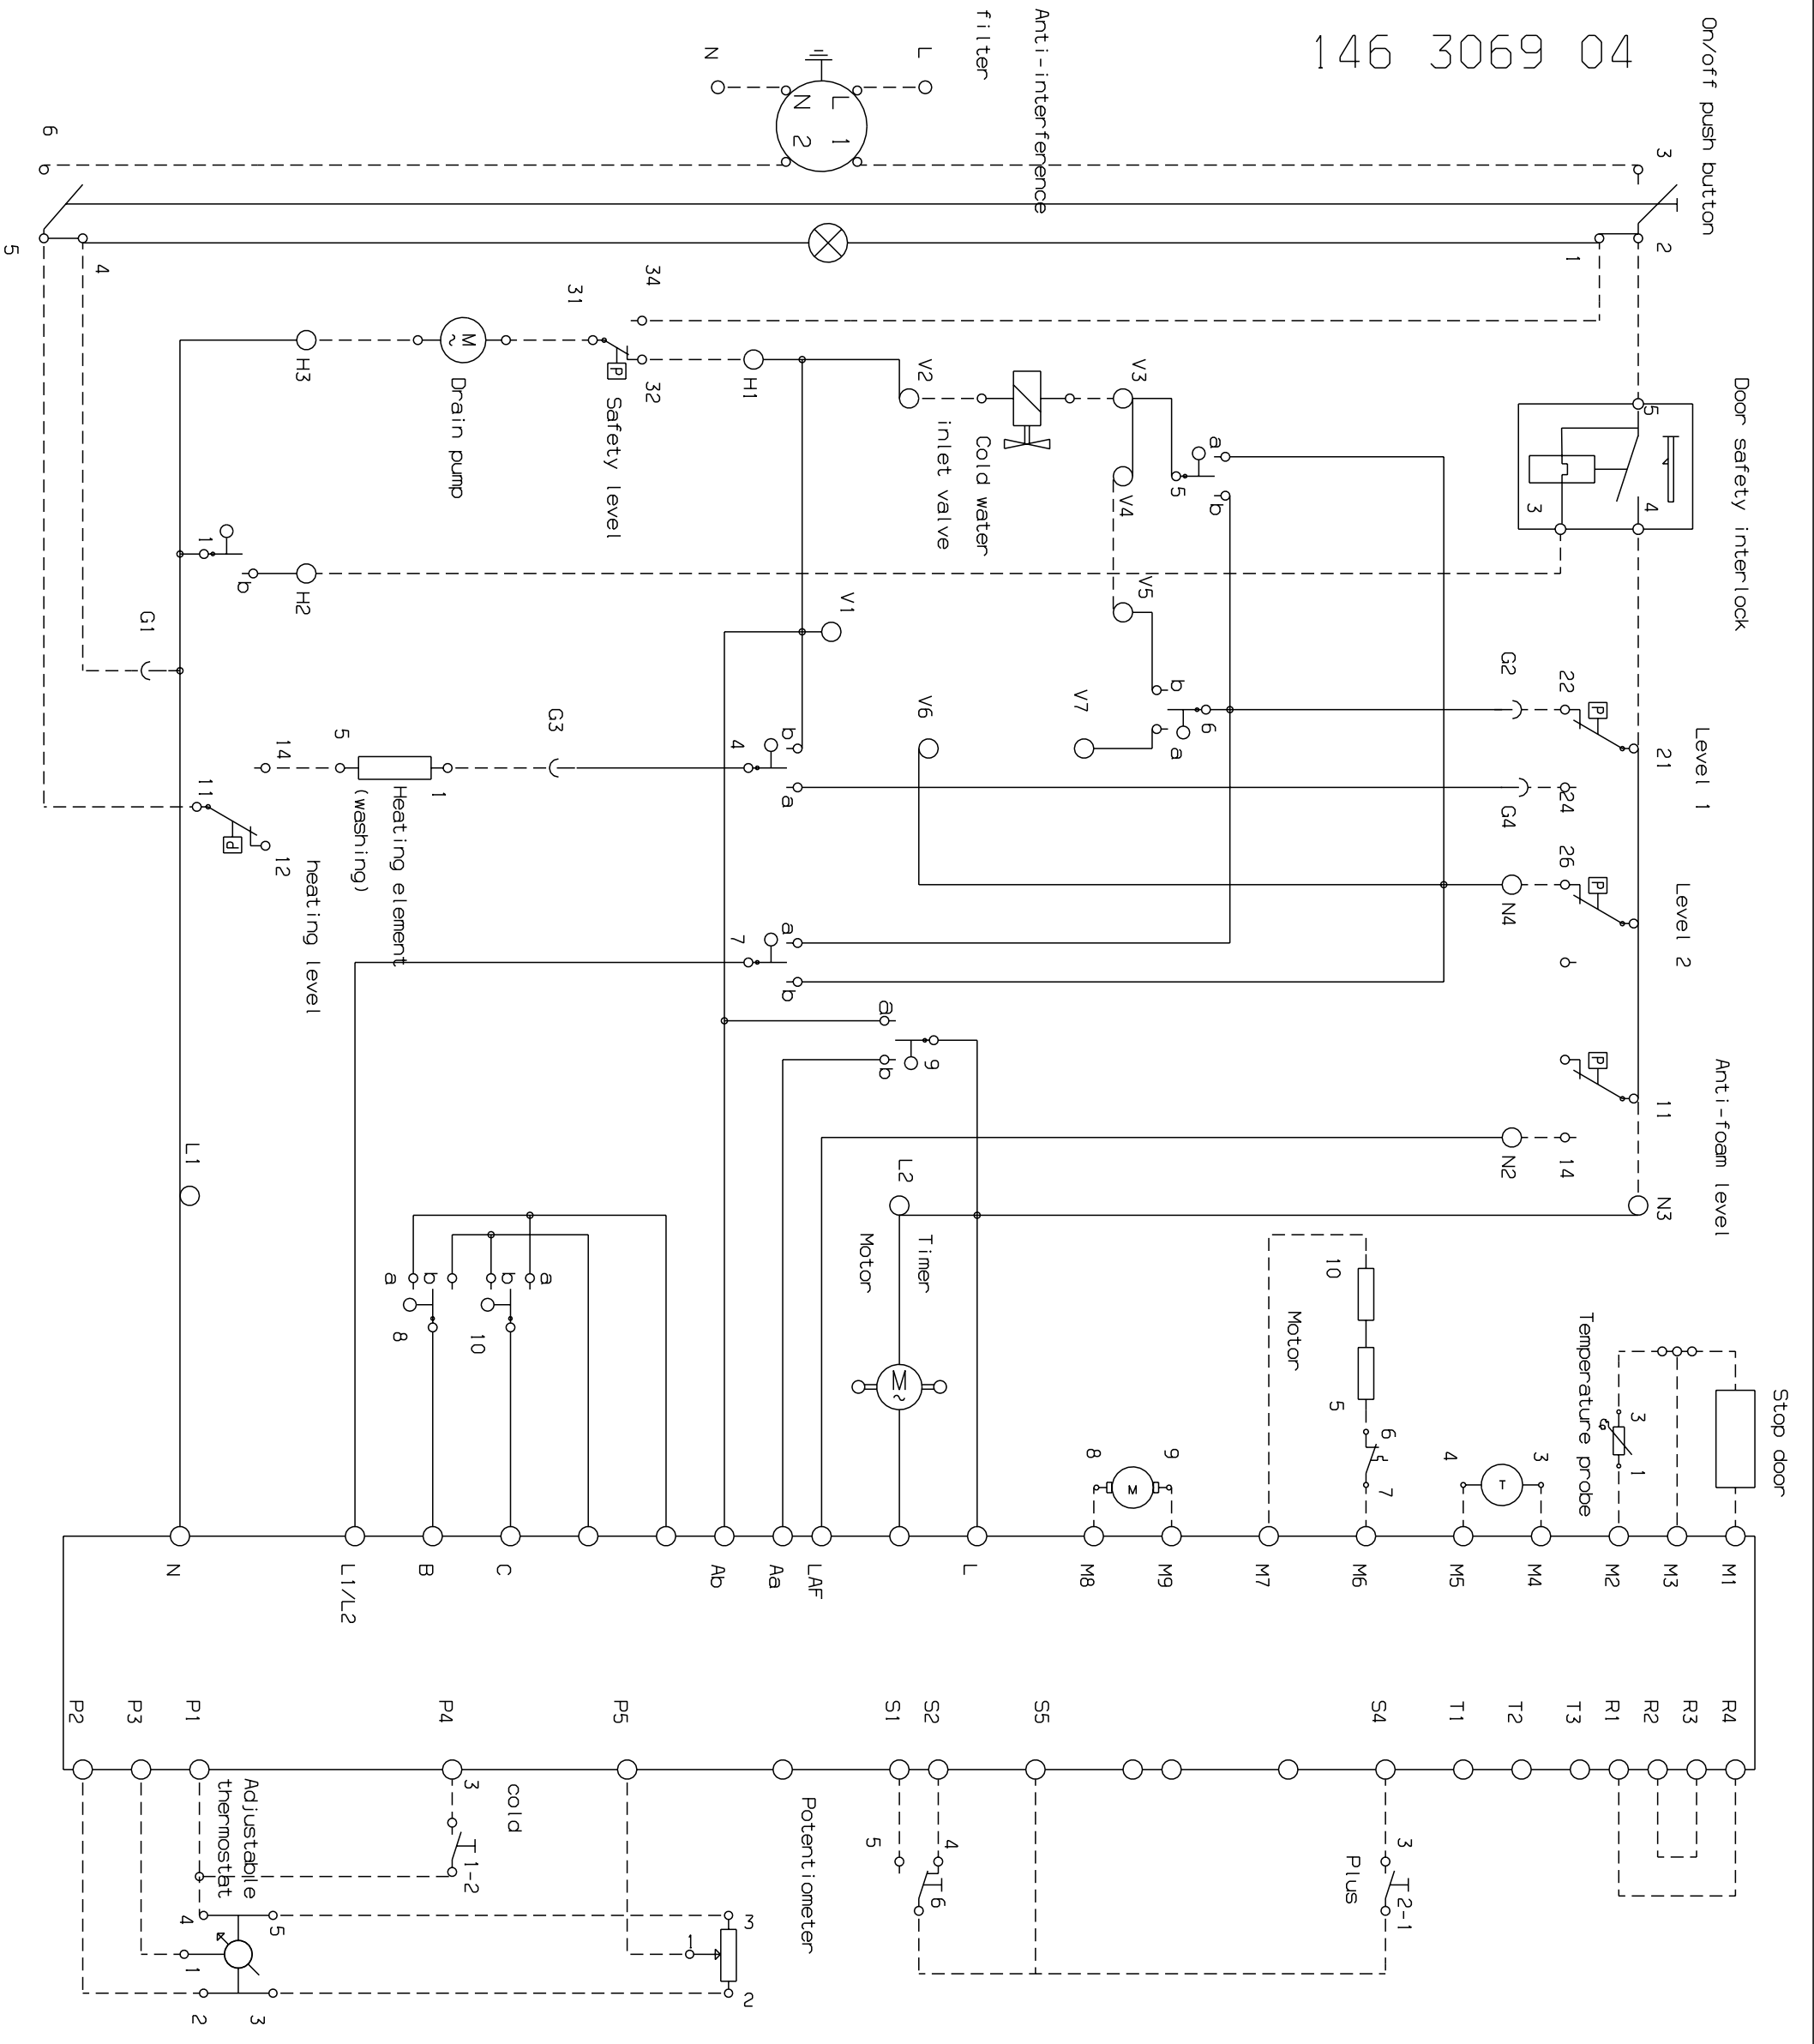 146 3069 04
On/off push button
Anti-interference
filter
L
N
L 1
N 2
3
2
1
6
5
4
Door safety interlock
5
4
3
34
31
32
Safety level
M
~
Drain pump
H3
H1
H2
V2
V3
V4
V5
V1
V6
V7
Cold water
inlet valve
a
5
b
1
b
G1
G2
22
21
Level 1
P
24
G4
26
Level 2
P
N4
b
6
a
b
4
a
G3
14
5
1
Heating element
(washing)
11
12
P
heating level
a
7
b
a
9
b
P
11
Anti-foam level
14
N2
N3
L1
L2
Timer
Motor
M
~
a
b
8
b
a
10
10
Motor
5
6
7
8
9
M
4
3
T
Temperature probe
3
1
Stop door
N
L1/L2
B
C
Ab
Aa
LAF
L
M8
M9
M7
M6
M5
M4
M2
M3
M1
P2
P3
P1
P4
P5
S1
S2
S5
S4
T1
T2
T3
R1
R2
R3
R4
Adjustable
thermostat
3
cold
1-2
4
5
1
2
3
Potentiometer
3
1
2
5
4
6
3
Plus
2-1